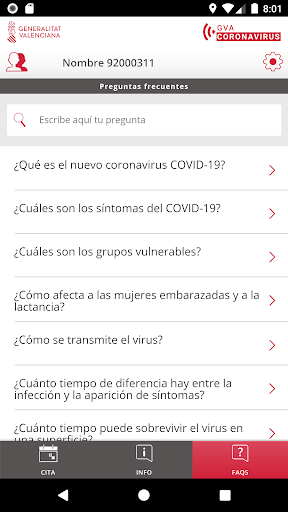 8:01
GENERALITAT
VALENCIANA
GVA
CORONAVIRUS
Nombre 92000311
Preguntas frecuentes
Escribe aquí tu pregunta
¿Qué es el nuevo coronavirus COVID-19?
¿Cuáles son los síntomas del COVID-19?
¿Cuáles son los grupos vulnerables?
¿Cómo afecta a las mujeres embarazadas y a la
lactancia?
¿Cómo se transmite el virus?
¿Cuánto tiempo de diferencia hay entre la
infección y la aparición de síntomas?
¿Cuánto tiempo puede sobrevivir el virus en
una superficie?
CITA
INFO
FAQS